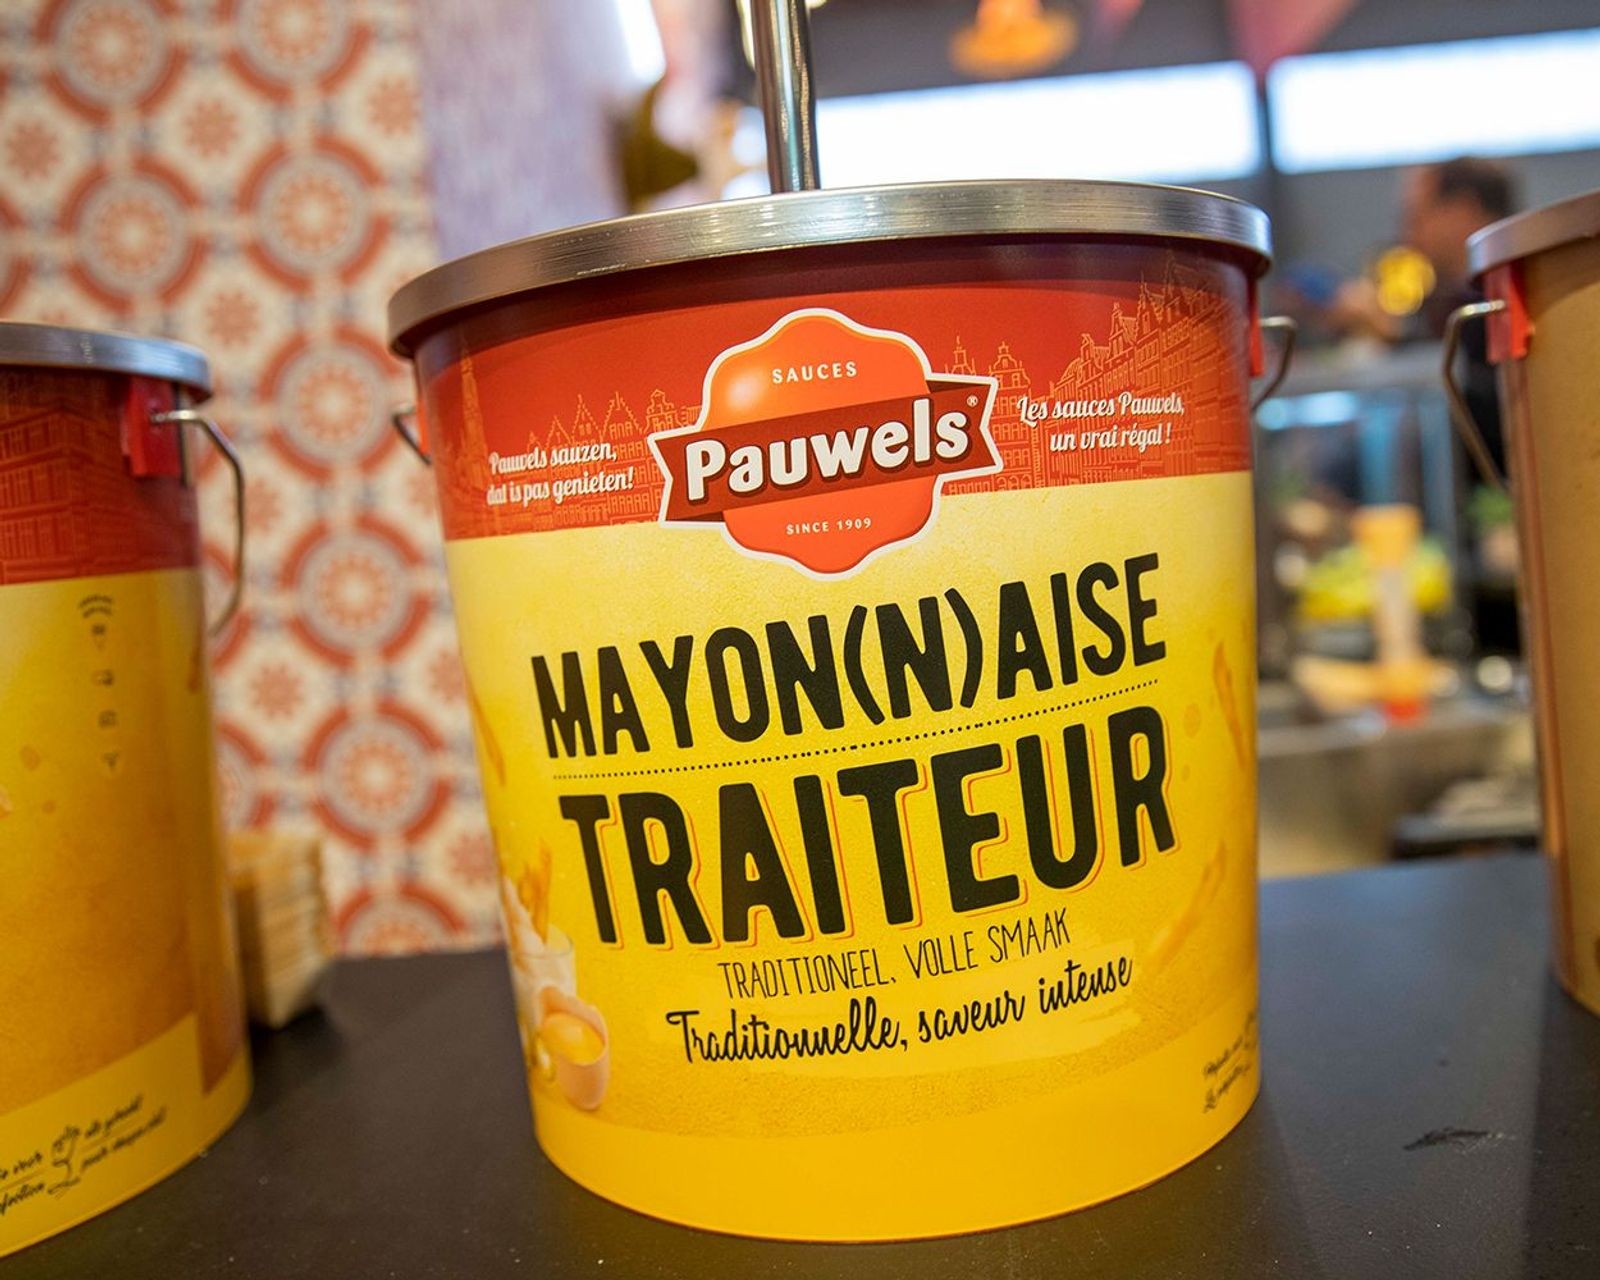 SAUCES
Pauwels®
SINCE 1909
Pauwels sauzen,
dat is pas genieten!
Les sauces Pauwels,
un vrai régal !
MAYON(N)AISE
TRAITEUR
TRADITIONEEL, VOLLE SMAAK
Traditionnelle, saveur intense